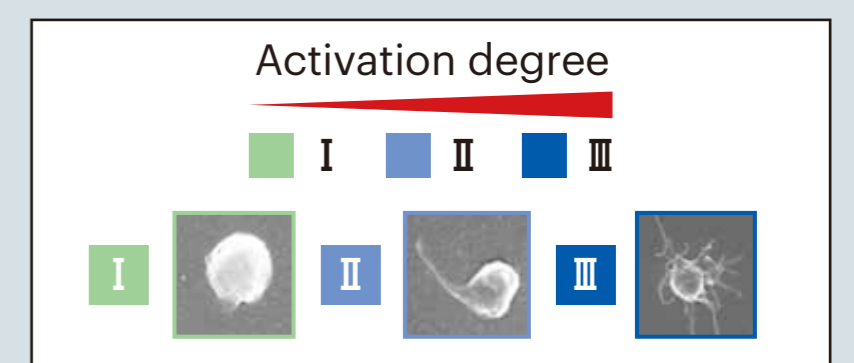 Activation degree
Ⅰ Ⅱ Ⅲ
Ⅰ Ⅱ Ⅲ